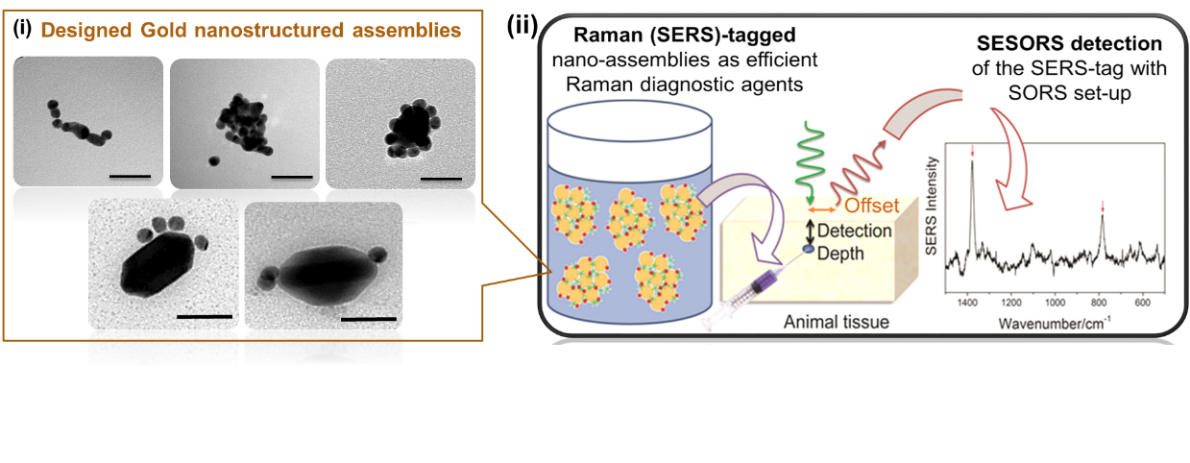 (i) Designed Gold nanostructured assemblies
(ii)
Raman (SERS)-tagged
nano-assemblies as efficient
Raman diagnostic agents
SESORS detection
of the SERS-tag with
SORS set-up
Offset
Detection
Depth
Animal tissue
SERS Intensity
1400 1200 1000 800 600
Wavenumber/cm⁻¹